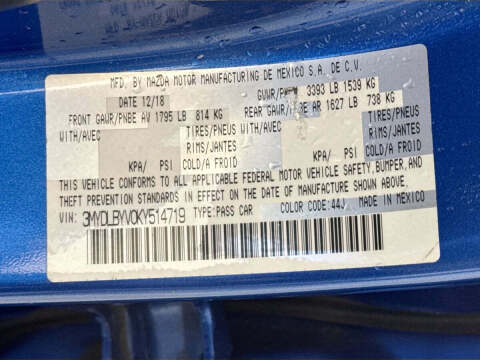 MFD. BY MAZDA MOTOR MANUFACTURING DE MEXICO S.A. DE C.V.
DATE 12/18 GVWR/ 3393 LB 1539 KG
FRONT GAWR/PNBE AV 1795 LB 814 KG REAR GAWR/ AR 1627 LB 738 KG
WITH/AVEC TIRES/PNEUS WITH/AVEC TIRES/PNEUS
RIMS/JANTES RIMS/JANTES
KPA/ PSI COLD/A FROID KPA/ PSI COLD/A FROID
THIS VEHICLE CONFORMS TO ALL APPLICABLE FEDERAL MOTOR VEHICLE SAFETY, BUMPER, AND
THEFT PREVENTION STANDARDS IN EFFECT ON THE DATE OF MANUFACTURE SHOWN ABOVE.
VIN: 3MYDLBYV0KY514719 TYPE: PASS CAR COLOR CODE: 44J MADE IN MEXICO